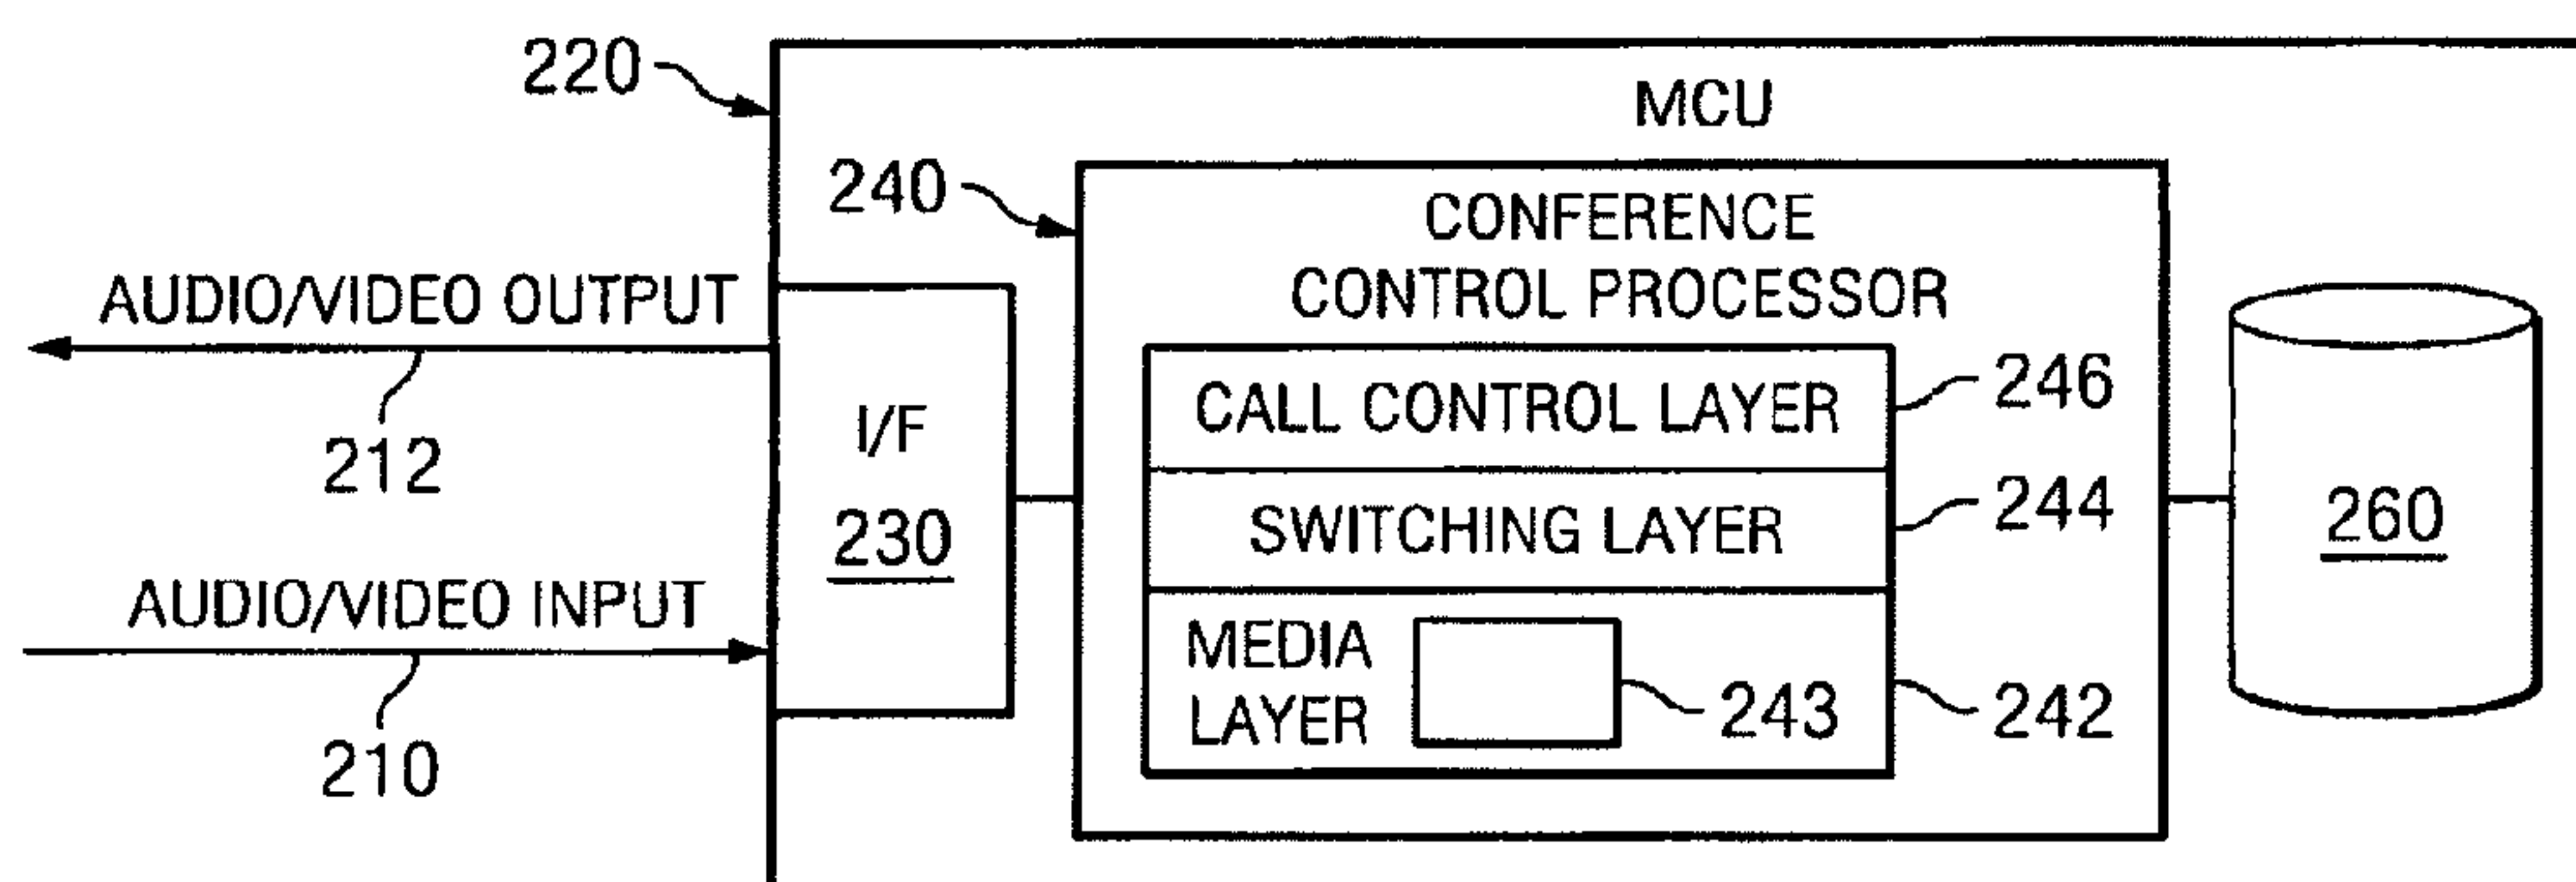 220
MCU
240
CONFERENCE
CONTROL PROCESSOR
AUDIO/VIDEO OUTPUT
212
I/F
230
AUDIO/VIDEO INPUT
210
CALL CONTROL LAYER
246
SWITCHING LAYER
244
MEDIA
LAYER
243
242
260